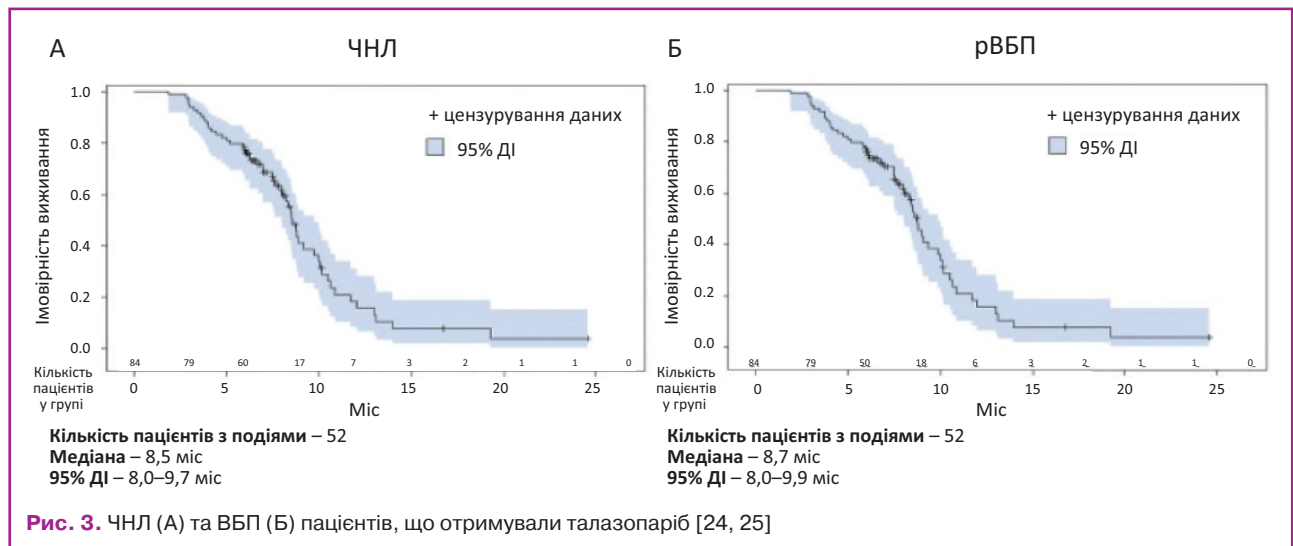 А ЧНЛ
Імовірність виживання
1.0
0.8
0.6
0.4
0.2
0.0
+ цензурування даних
95% ДІ
84 79 60 17 7 3 2 1 1 0
Кількість
пацієнтів
у групі
0 5 10 15 20 25
Міс
Кількість пацієнтів з подіями – 52
Медіана – 8,5 міс
95% ДІ – 8,0–9,7 міс
Б рВБП
Імовірність виживання
1.0
0.8
0.6
0.4
0.2
0.0
+ цензурування даних
95% ДІ
84 79 50 18 6 3 2 1 1 0
Кількість
пацієнтів
у групі
0 5 10 15 20 25
Міс
Кількість пацієнтів з подіями – 52
Медіана – 8,7 міс
95% ДІ – 8,0–9,9 міс
Рис. 3. ЧНЛ (А) та ВБП (Б) пацієнтів, що отримували талазопаріб [24, 25]